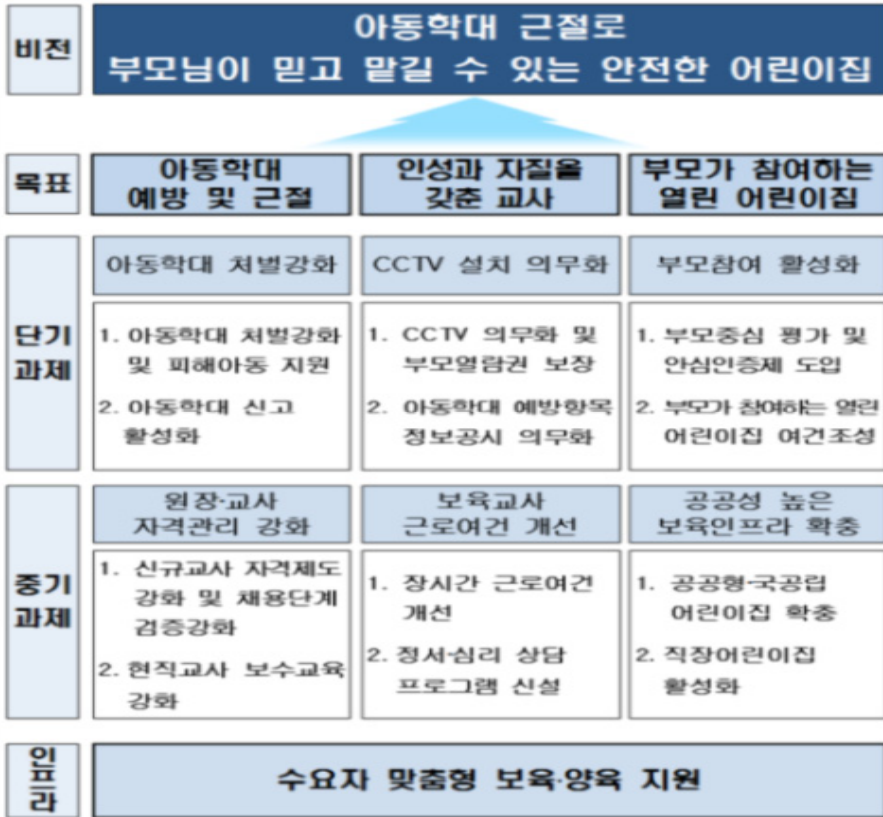 비전
아동학대 근절로
부모님이 믿고 맡길 수 있는 안전한 어린이집
목표
아동학대
예방 및 근절
인성과 자질을
갖춘 교사
부모가 참여하는
열린 어린이집
단기
과제
아동학대 처벌강화
CCTV 설치 의무화
부모참여 활성화
1. 아동학대 처벌강화
및 피해아동 지원
2. 아동학대 신고
활성화
1. CCTV 의무화 및
부모열람권 보장
2. 아동학대 예방항목
정보공시 의무화
1. 부모중심 평가 및
안심인증제 도입
2. 부모가 참여하는 열린
어린이집 여건조성
중기
과제
원장·교사
자격관리 강화
보육교사
근로여건 개선
공공성 높은
보육인프라 확충
1. 신규교사 자격제도
강화 및 채용단계
검증강화
2. 현직교사 보수교육
강화
1. 장시간 근로여건
개선
2. 정서·심리 상담
프로그램 신설
1. 공공형·국공립
어린이집 확충
2. 직장어린이집
활성화
인프라
수요자 맞춤형 보육·양육 지원